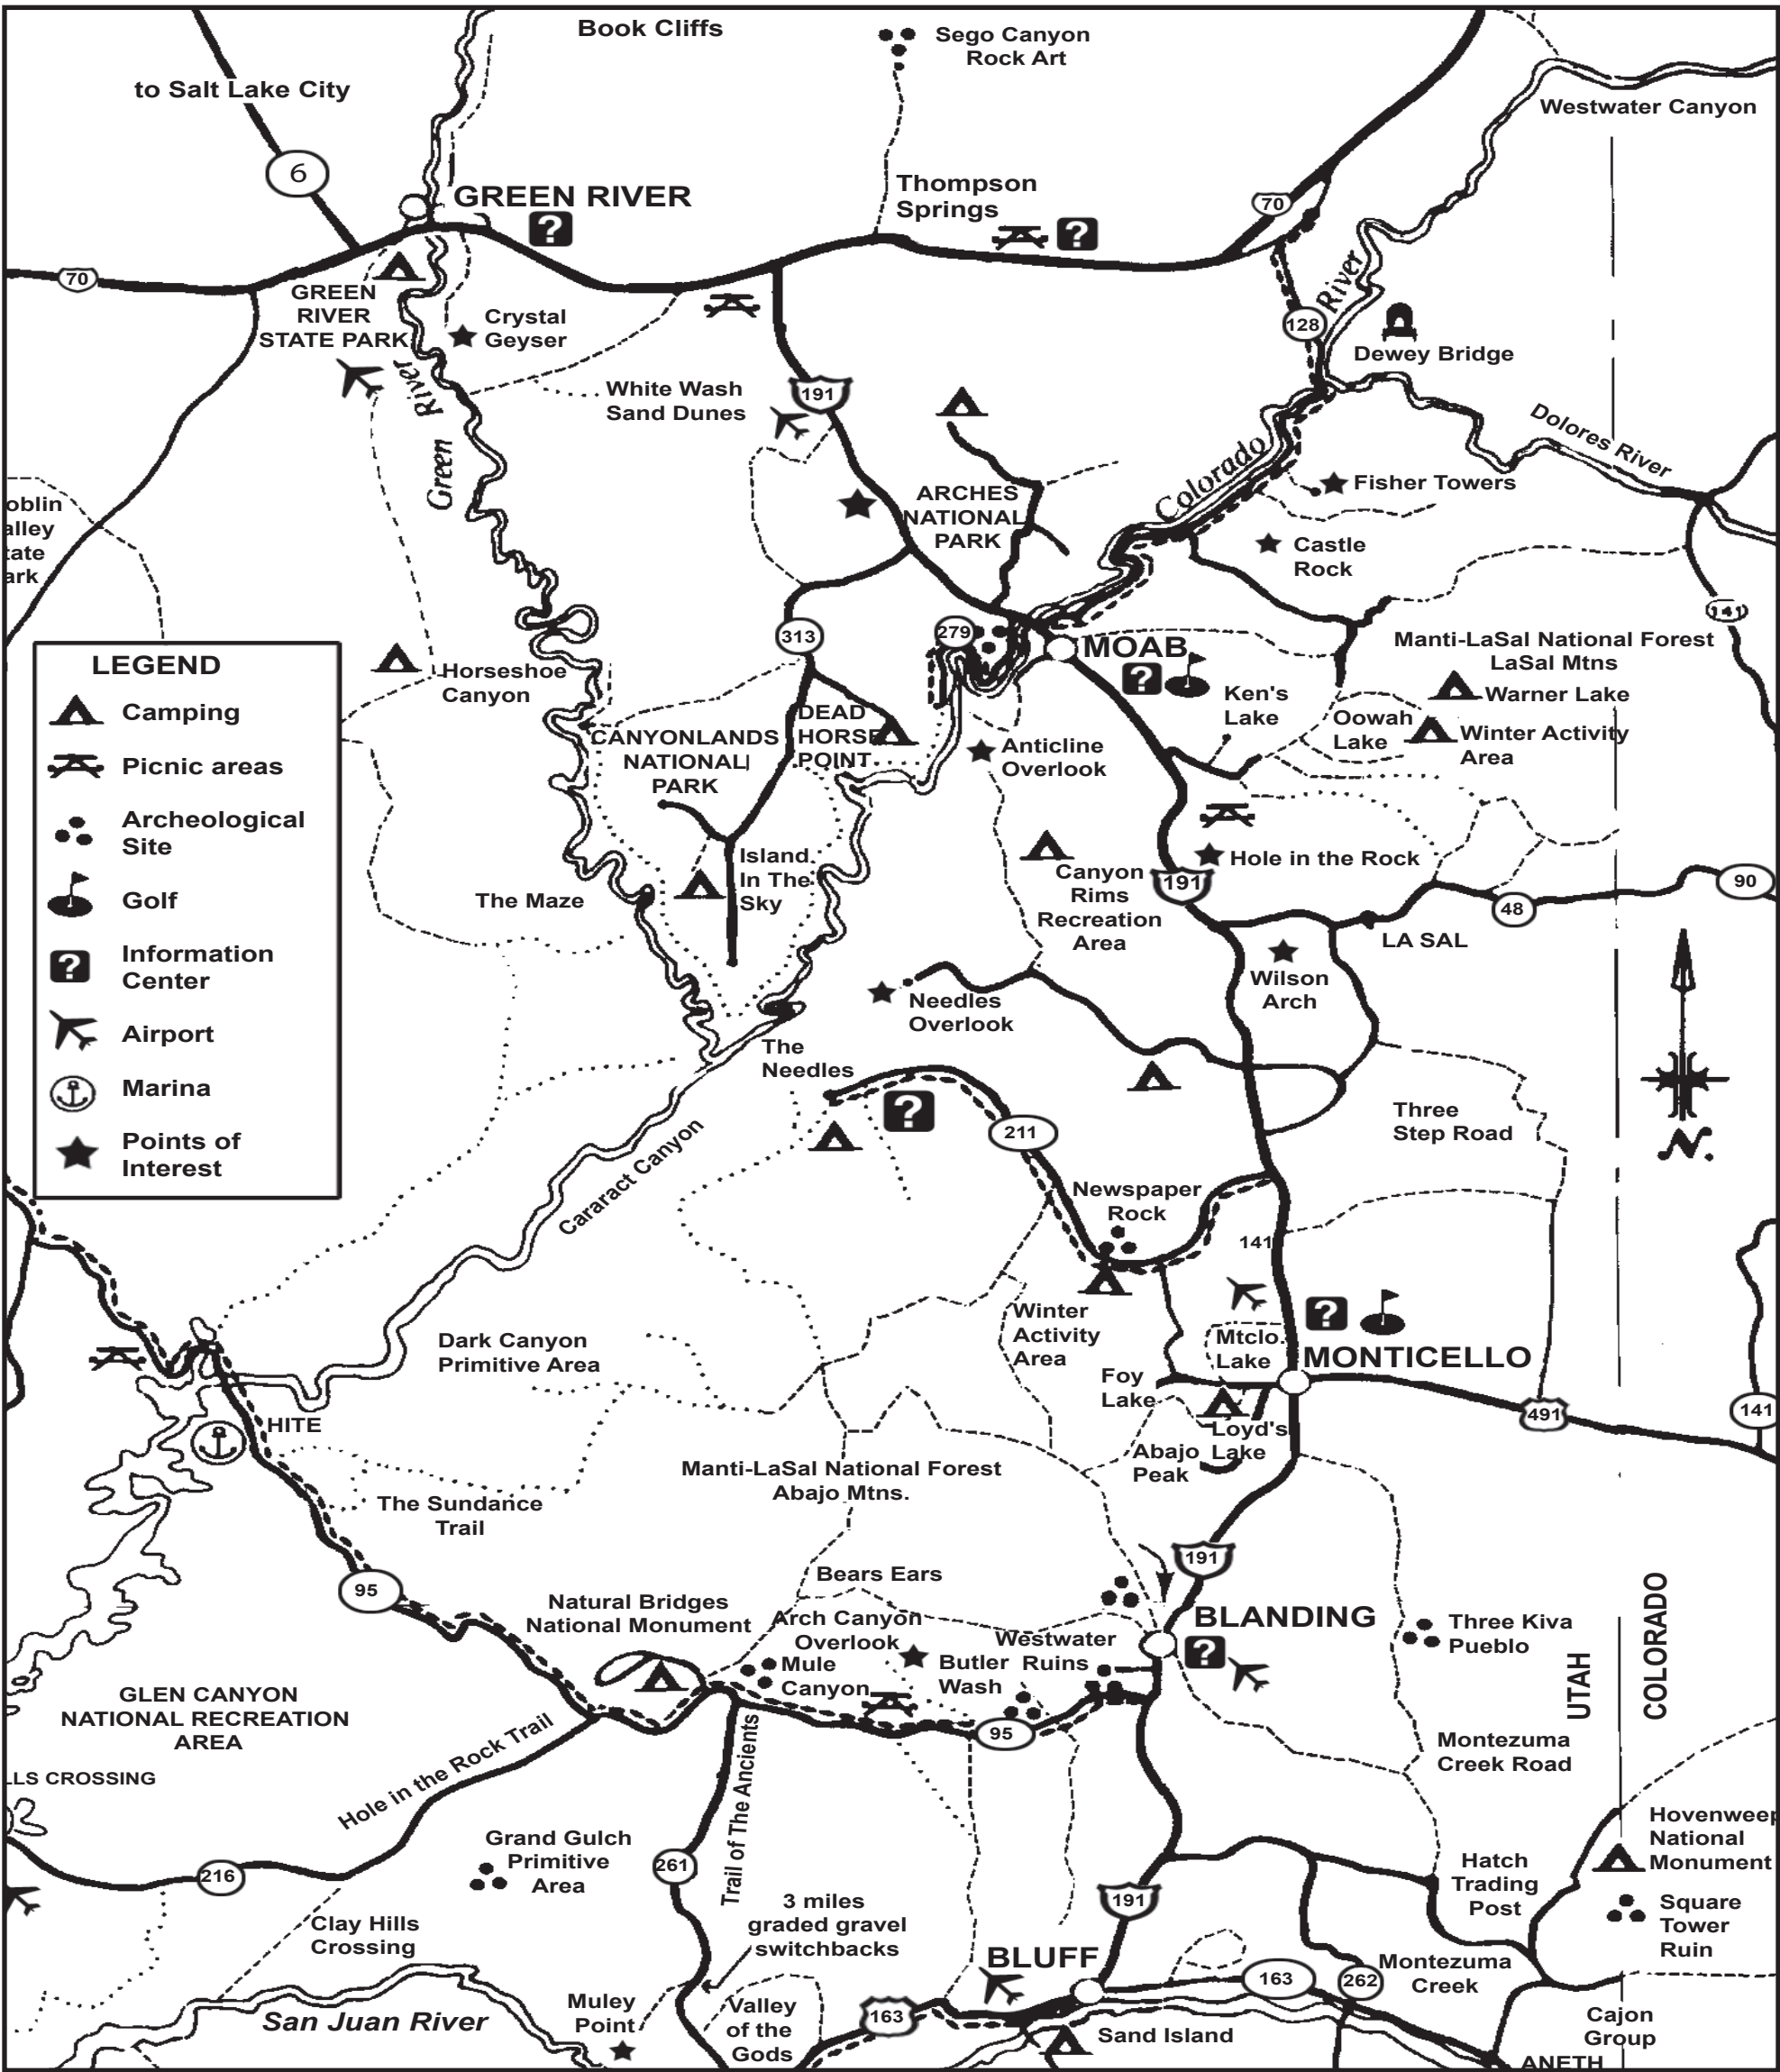 Book Cliffs
Sego Canyon
Rock Art
to Salt Lake City
Westwater Canyon
6
GREEN RIVER
?
Thompson
Springs
?
70
70
GREEN
RIVER
STATE PARK
Crystal
Geyser
River
128
Dewey Bridge
White Wash
Sand Dunes
191
River
Green
Dolores River
Colorado
Fisher Towers
ARCHES
NATIONAL
PARK
Castle
Rock
oblin
alley
tate
ark
141
313
279
MOAB
?
Manti-LaSal National Forest
LaSal Mtns
Warner Lake
Ken's
Lake
Oowah
Lake
Winter Activity
Area
LEGEND
Camping
Picnic areas
Archeological
Site
Golf
?
Information
Center
Airport
Marina
Points of
Interest
Horseshoe
Canyon
CANYONLANDS
NATIONAL
PARK
DEAD
HORSE
POINT
Anticline
Overlook
Hole in the Rock
Canyon
Rims
Recreation
Area
191
Island
In The
Sky
The Maze
90
48
LA SAL
Wilson
Arch
Needles
Overlook
The
Needles
?
211
Three
Step Road
N.
Cararact Canyon
Newspaper
Rock
141
Winter
Activity
Area
?
Mtclo.
Lake
MONTICELLO
Foy
Lake
Loyd's
Lake
Abajo
Peak
491
141
Dark Canyon
Primitive Area
HITE
Manti-LaSal National Forest
Abajo Mtns.
The Sundance
Trail
95
191
Bears Ears
Natural Bridges
National Monument
Arch Canyon
Overlook
Mule
Canyon
Westwater
Ruins
Butler
Wash
BLANDING
?
Three Kiva
Pueblo
UTAH
COLORADO
95
GLEN CANYON
NATIONAL RECREATION
AREA
Hole in the Rock Trail
Trail of The Ancients
Montezuma
Creek Road
LLS CROSSING
216
Grand Gulch
Primitive
Area
261
Hovenweep
National
Monument
Hatch
Trading
Post
Square
Tower
Ruin
191
3 miles
graded gravel
switchbacks
Clay Hills
Crossing
BLUFF
163
262
Montezuma
Creek
San Juan River
Muley
Point
Valley
of the
Gods
163
Sand Island
Cajon
Group
ANETH